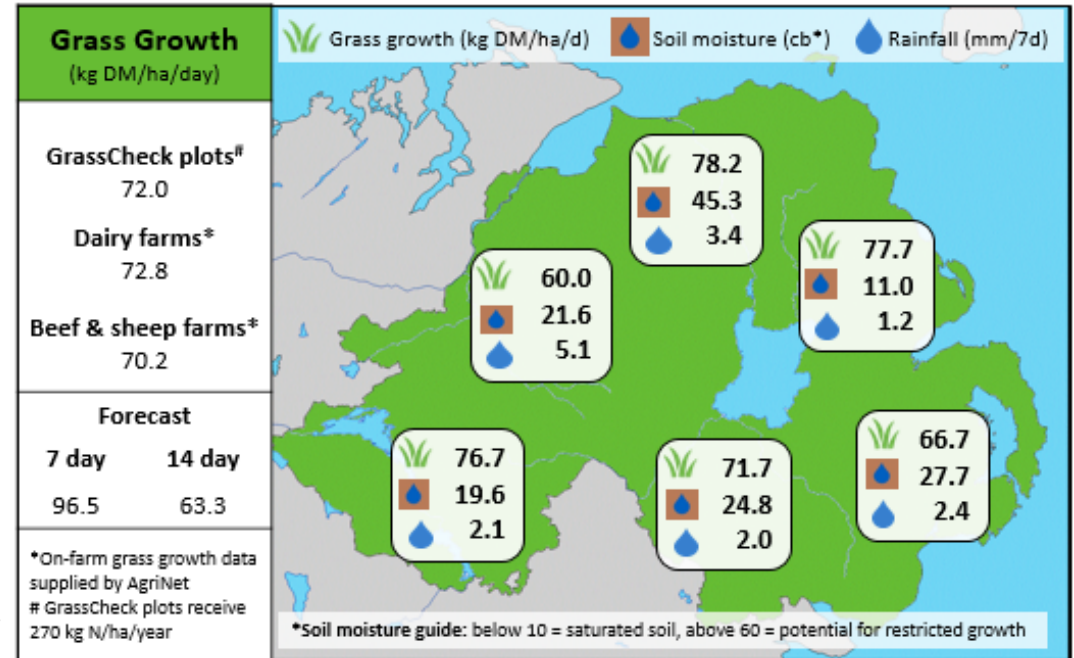 Grass Growth
(kg DM/ha/day)
GrassCheck plots#
72.0
Dairy farms*
72.8
Beef & sheep farms*
70.2
Forecast
7 day 14 day
96.5 63.3
*On-farm grass growth data
supplied by AgriNet
# GrassCheck plots receive
270 kg N/ha/year
Grass growth (kg DM/ha/d) Soil moisture (cb*) Rainfall (mm/7d)
78.2
45.3
3.4
77.7
11.0
1.2
60.0
21.6
5.1
76.7
19.6
2.1
71.7
24.8
2.0
66.7
27.7
2.4
*Soil moisture guide: below 10 = saturated soil, above 60 = potential for restricted growth